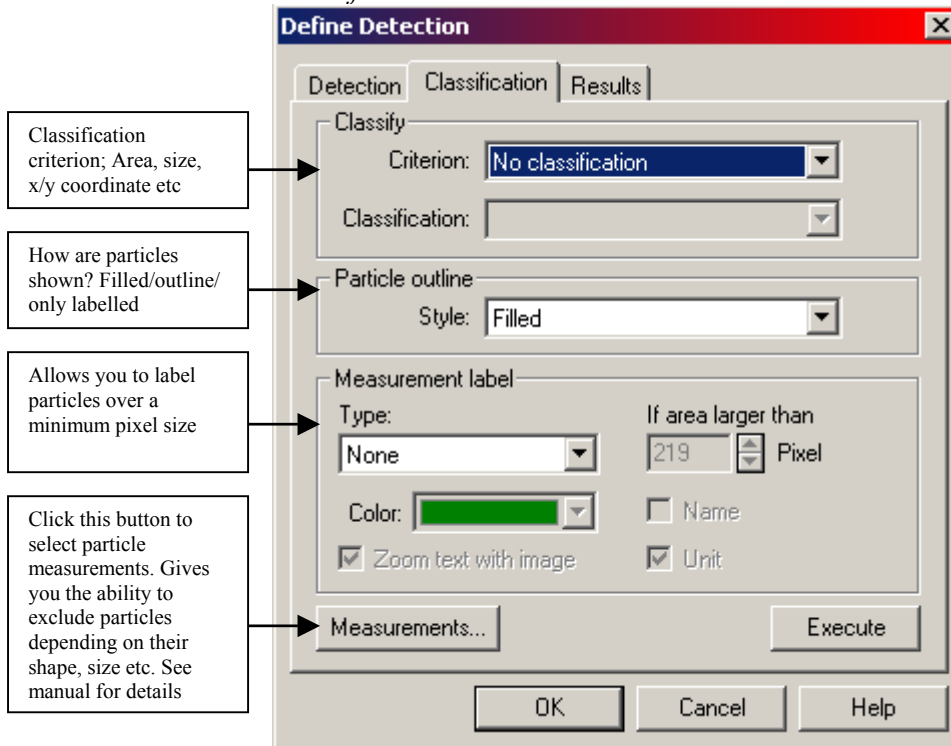 Define Detection
Detection Classification Results
Classification
criterion; Area, size,
x/y coordinate etc
Classify
Criterion: No classification
Classification:
How are particles
shown? Filled/outline/
only labelled
Particle outline
Style: Filled
Allows you to label
particles over a
minimum pixel size
Measurement label
Type: If area larger than
None 219 Pixel
Color: Name
Zoom text with image Unit
Click this button to
select particle
measurements. Gives
you the ability to
exclude particles
depending on their
shape, size etc. See
manual for details
Measurements... Execute
OK Cancel Help